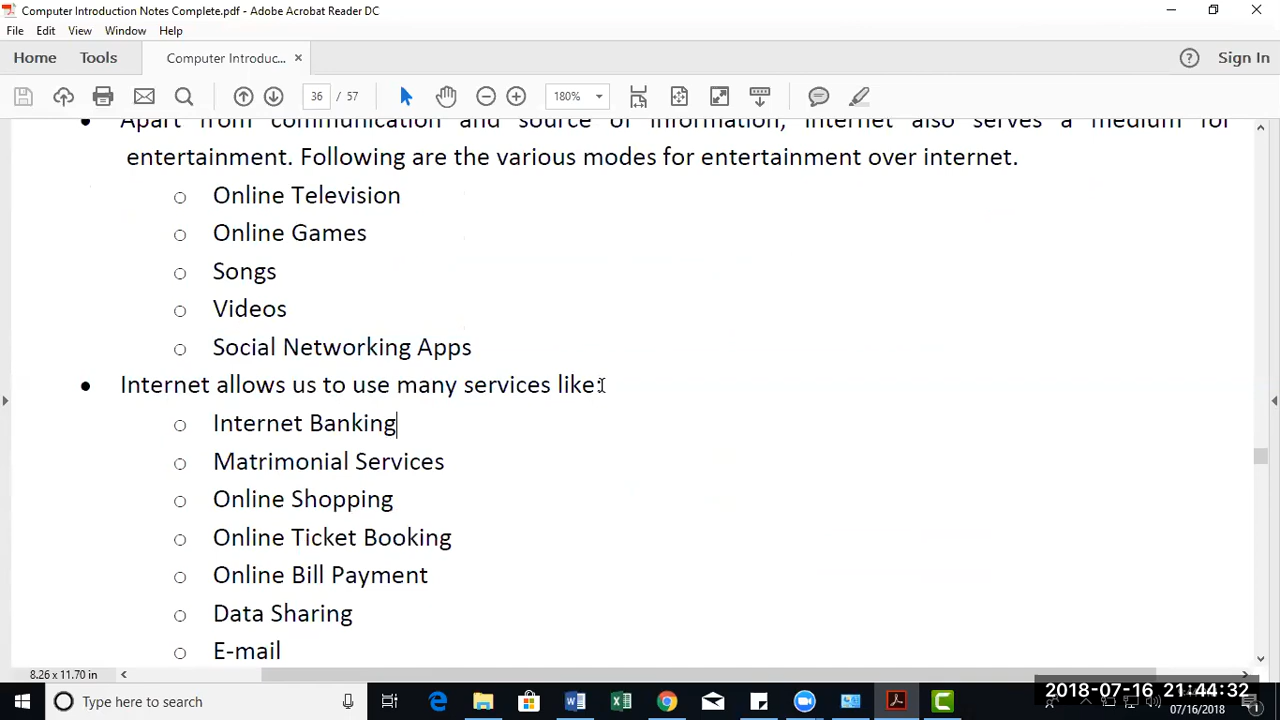 Computer Introduction Notes Complete.pdf - Adobe Acrobat Reader DC
File Edit View Window Help
Home Tools Computer Introduc... × Sign In
36 / 57 180%
Apart from communication and source of information, internet also serves a medium for
entertainment. Following are the various modes for entertainment over internet.
Online Television
Online Games
Songs
Videos
Social Networking Apps
Internet allows us to use many services like:
Internet Banking
Matrimonial Services
Online Shopping
Online Ticket Booking
Online Bill Payment
Data Sharing
E-mail
8.26 x 11.70 in
Type here to search
2018-07-16 21:44:32
07/16/2018